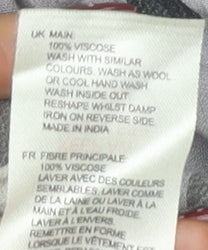 UK MAIN:
100% VISCOSE
WASH WITH SIMILAR
COLOURS. WASH AS WOOL
OR COOL HAND WASH
WASH INSIDE OUT
RESHAPE WHILST DAMP
IRON ON REVERSE SIDE
MADE IN INDIA
FR FIBRE PRINCIPALE:
100% VISCOSE
LAVER AVEC DES COULEURS
SEMBLABLES, LAVER COMME
DE LA LAINE OU LAVER À LA
MAIN ET À L'EAU FROIDE.
LAVER À L'ENVERS
REMETTRE EN FORME
LORSQUE LE VÊTEMENT EST